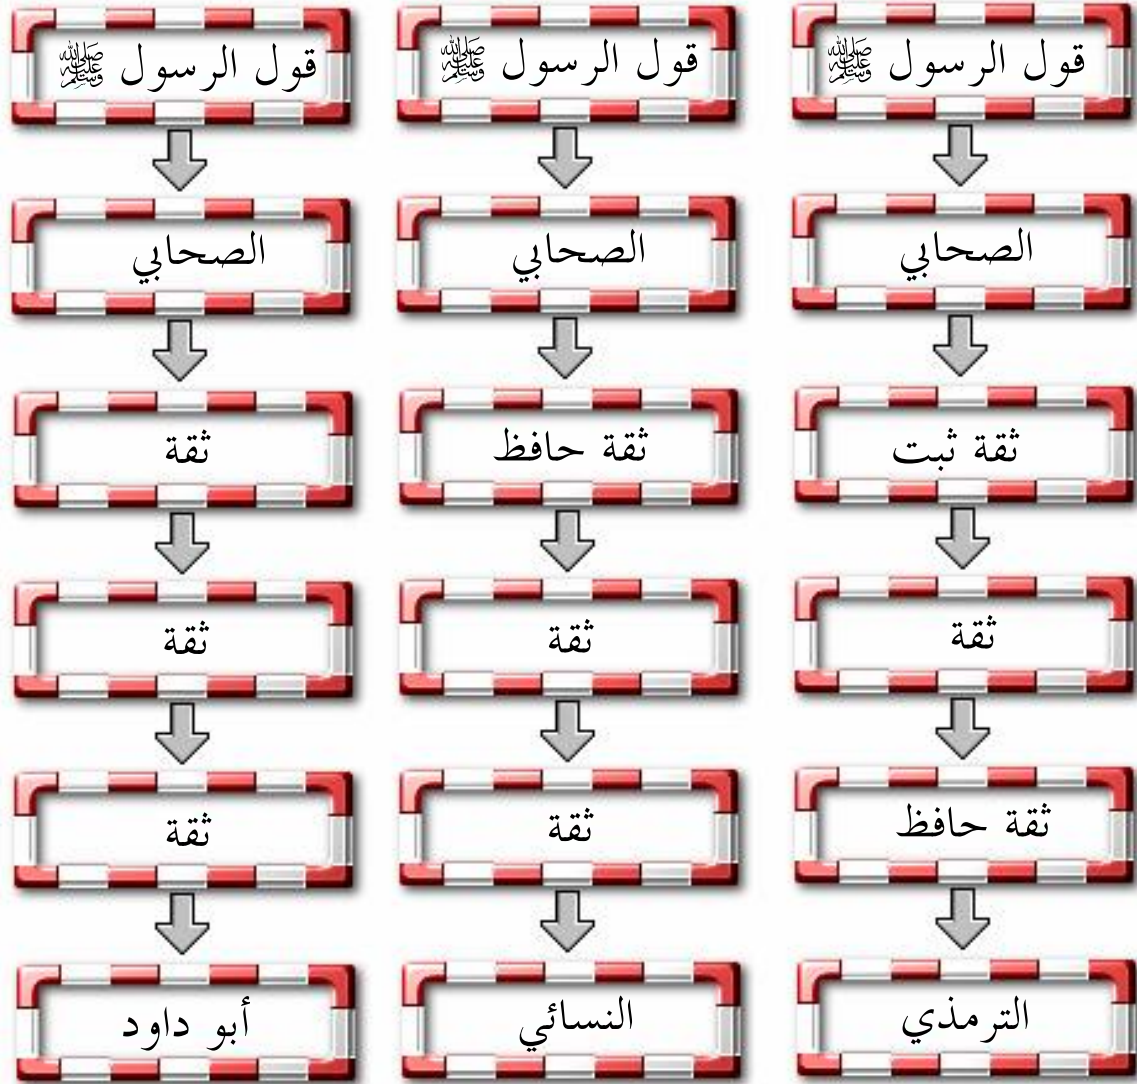 قول الرسول ﷺ
قول الرسول ﷺ
قول الرسول ﷺ
الصحابي
الصحابي
الصحابي
ثقة ثبت
ثقة حافظ
ثقة
ثقة
ثقة
ثقة
ثقة حافظ
ثقة
ثقة
الترمذي
النسائي
أبو داود